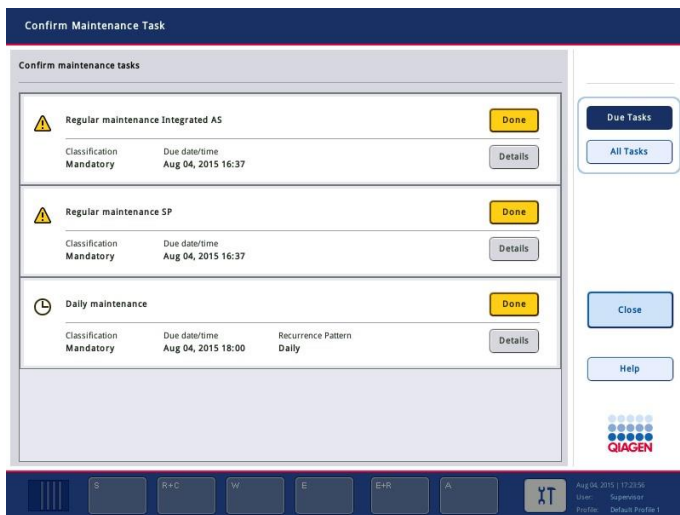 Confirm Maintenance Task
Confirm maintenance tasks
Regular maintenance Integrated AS
Done
Classification Due date/time
Mandatory Aug 04, 2015 16:37
Details
Regular maintenance SP
Done
Classification Due date/time
Mandatory Aug 04, 2015 16:37
Details
Daily maintenance
Done
Classification Due date/time Recurrence Pattern
Mandatory Aug 04, 2015 18:00 Daily
Details
Due Tasks
All Tasks
Close
Help
QIAGEN
S R+C W E E+R A
Aug 04, 2015 | 17:23:56
User: Supervisor
Profile: Default Profile 1